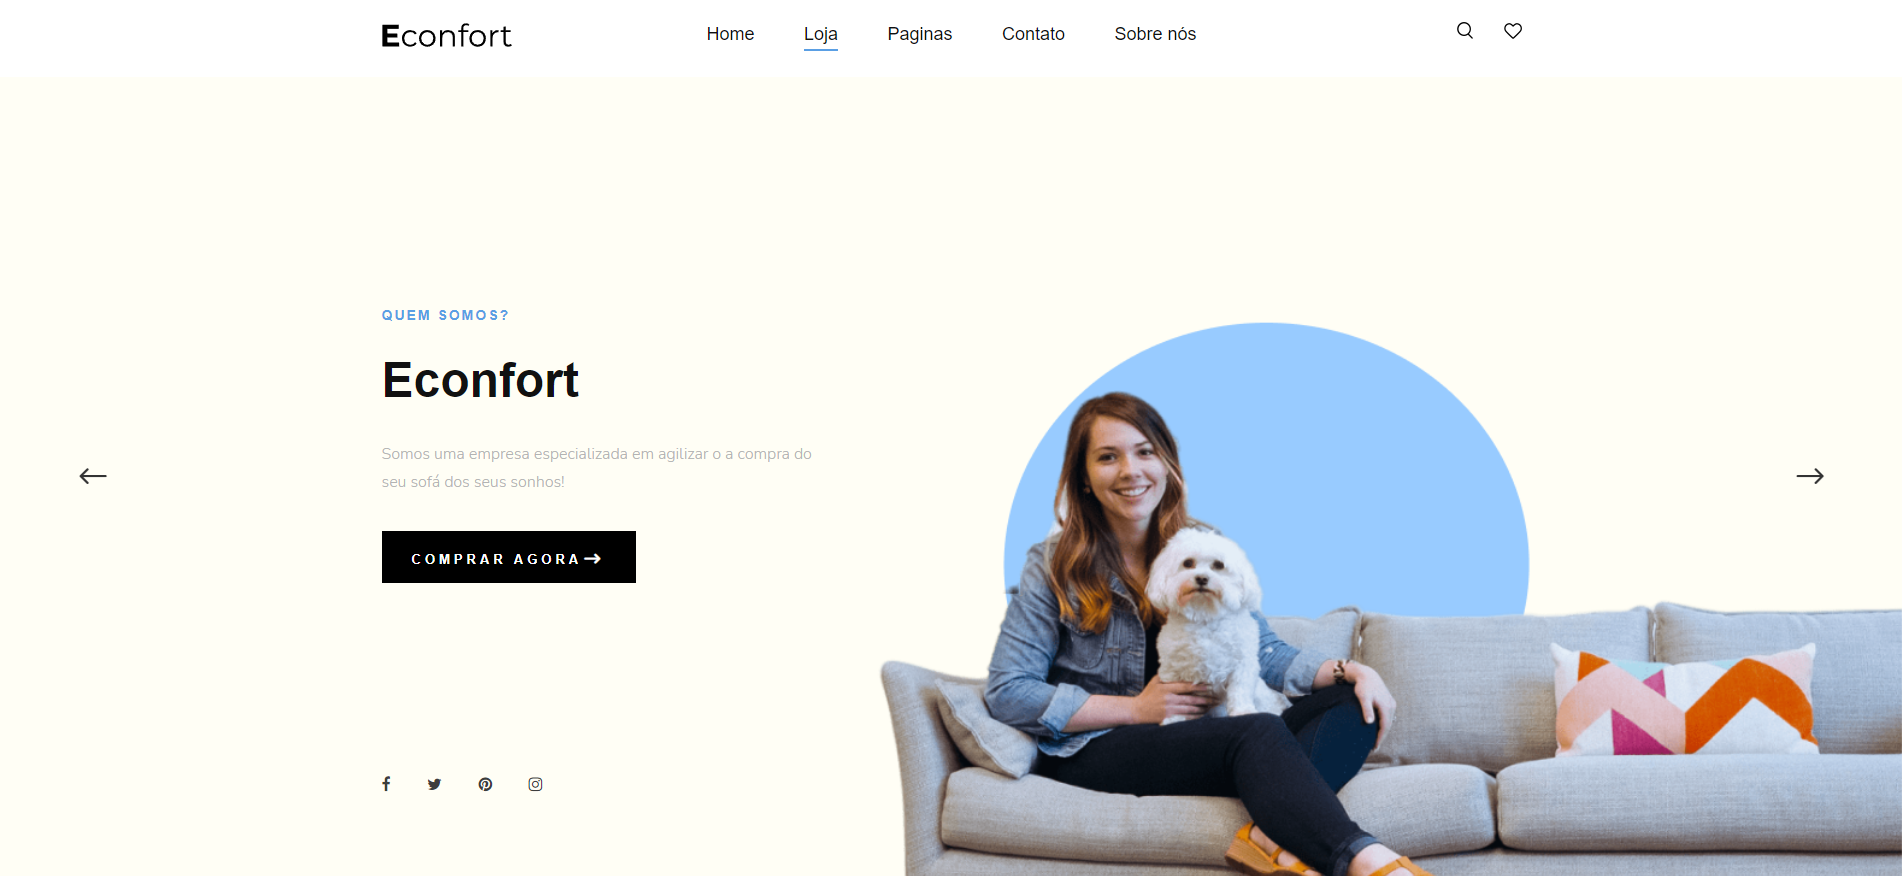 Econfort
Home Loja Paginas Contato Sobre nós
QUEM SOMOS?
Econfort
Somos uma empresa especializada em agilizar o a compra do
seu sofá dos seus sonhos!
COMPRAR AGORA